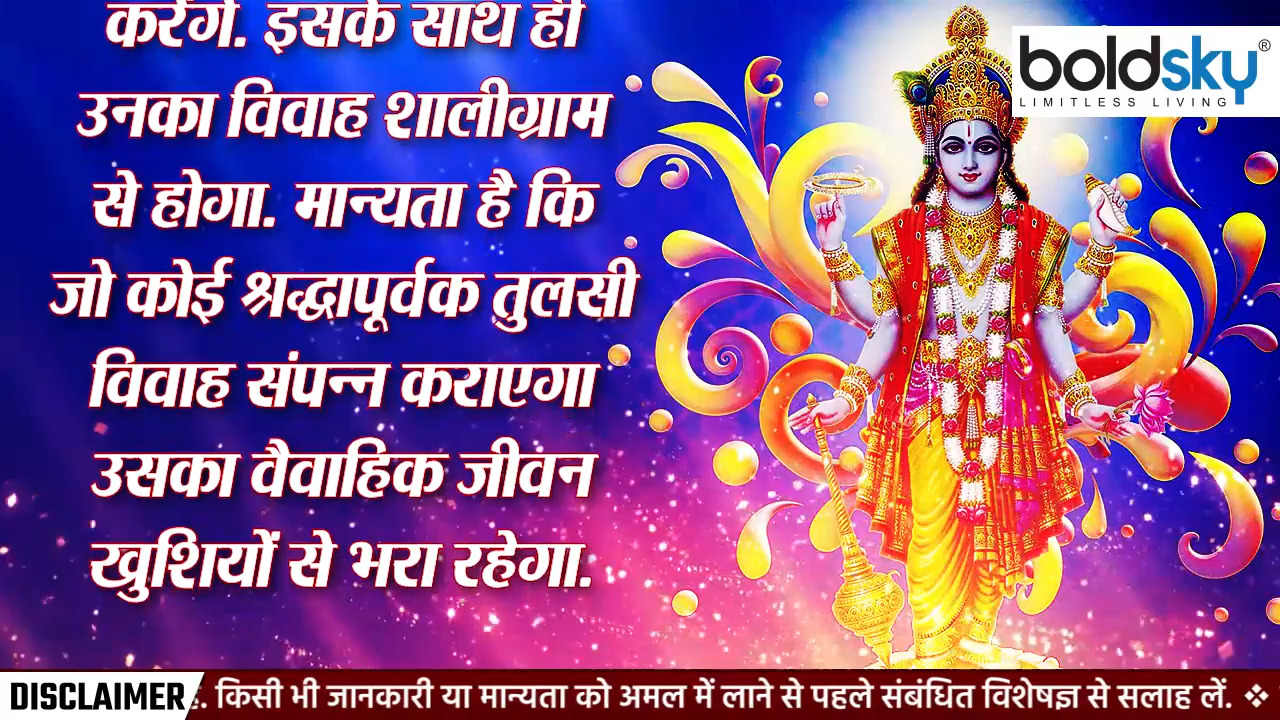 करेंगे. इसके साथ ही
उनका विवाह शालीग्राम
से होगा. मान्यता है कि
जो कोई श्रद्धापूर्वक तुलसी
विवाह संपन्न कराएगा
उसका वैवाहिक जीवन
खुशियों से भरा रहेगा.
boldsky®
LIMITLESS LIVING
DISCLAIMER
. किसी भी जानकारी या मान्यता को अमल में लाने से पहले संबंधित विशेषज्ञ से सलाह लें. ❖